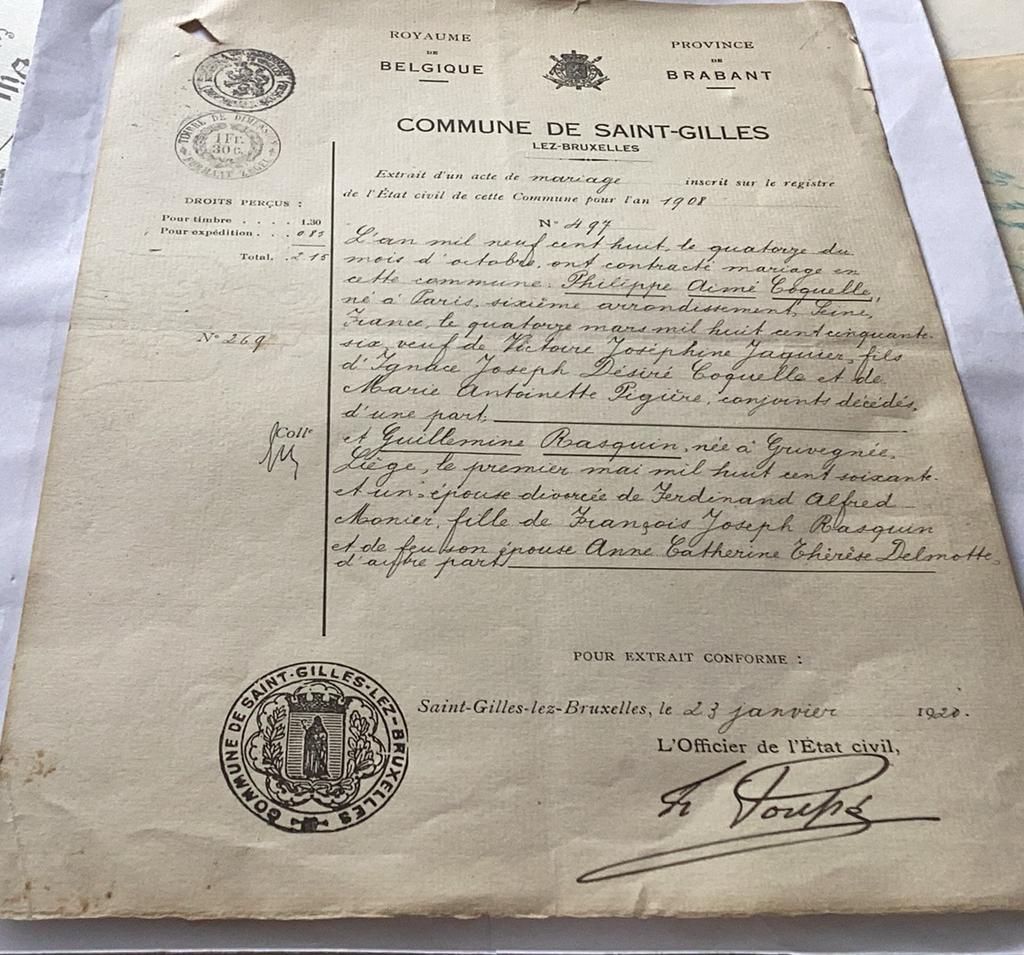 ROYAUME
DE
BELGIQUE
PROVINCE
DE
BRABANT
COMMUNE DE SAINT-GILLES
LEZ-BRUXELLES
TIMBRE DE DIMENS
1 Fr.
30 c.
Extrait d'un acte de mariage inscrit sur le registre
de l'État civil de cette Commune pour l'an 1908
DROITS PERÇUS :
Pour timbre . . . . 1.30
Pour expédition . . . 0 85
Total. . 2 15
N° 269
Coll^e
N° 497
L'an mil neuf cent huit, le quatorze du
mois d'octobre, ont contracté mariage en
cette commune: Philippe Aimé Coquelle,
né à Paris, sixième arrondissement, Seine,
France, le quatorze mars mil huit cent cinquante-
six, veuf de Victoire Joséphine Jaquier, fils
d'Ignace Joseph Désiré Coquelle et de
Marie Antoinette Pigière, conjoints décédés,
d'une part;
et Guillemine Rasquin, née à Grivegnée,
Liège, le premier mai mil huit cent soixante-
et un, épouse divorcée de Ferdinand Alfred
Monier, fille de François Joseph Rasquin
et de feu son épouse Anne Catherine Thérèse Delmotte,
d'autre part
POUR EXTRAIT CONFORME :
Saint-Gilles-lez-Bruxelles, le 23 janvier 1920.
L'Officier de l'État civil,
COMMUNE DE SAINT-GILLES-LEZ-BRUXELLES